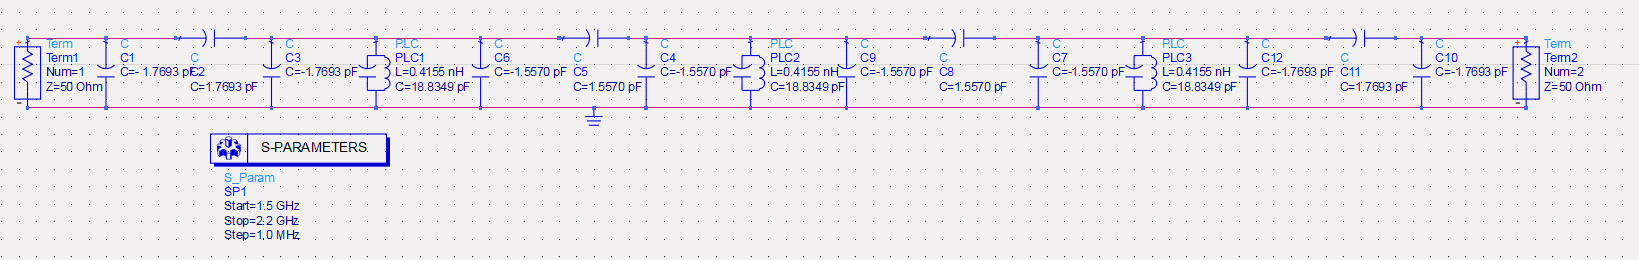 Term
Term1
Num=1
Z=50 Ohm
C
C1
C=- 1.7693 pF
C
C2
C=1.7693 pF
C
C3
C=-1.7693 pF
PLC
PLC1
L=0.4155 nH
C=18.8349 pF
C
C6
C=-1.5570 pF
C
C5
C=1.5570 pF
C
C4
C=-1.5570 pF
PLC
PLC2
L=0.4155 nH
C=18.8349 pF
C
C9
C=-1.5570 pF
C
C8
C=1.5570 pF
C
C7
C=-1.5570 pF
PLC
PLC3
L=0.4155 nH
C=18.8349 pF
C
C12
C=-1.7693 pF
C
C11
C=1.7693 pF
C
C10
C=-1.7693 pF
Term
Term2
Num=2
Z=50 Ohm
S-PARAMETERS
S_Param
SP1
Start=1.5 GHz
Stop=2.2 GHz
Step=1.0 MHz